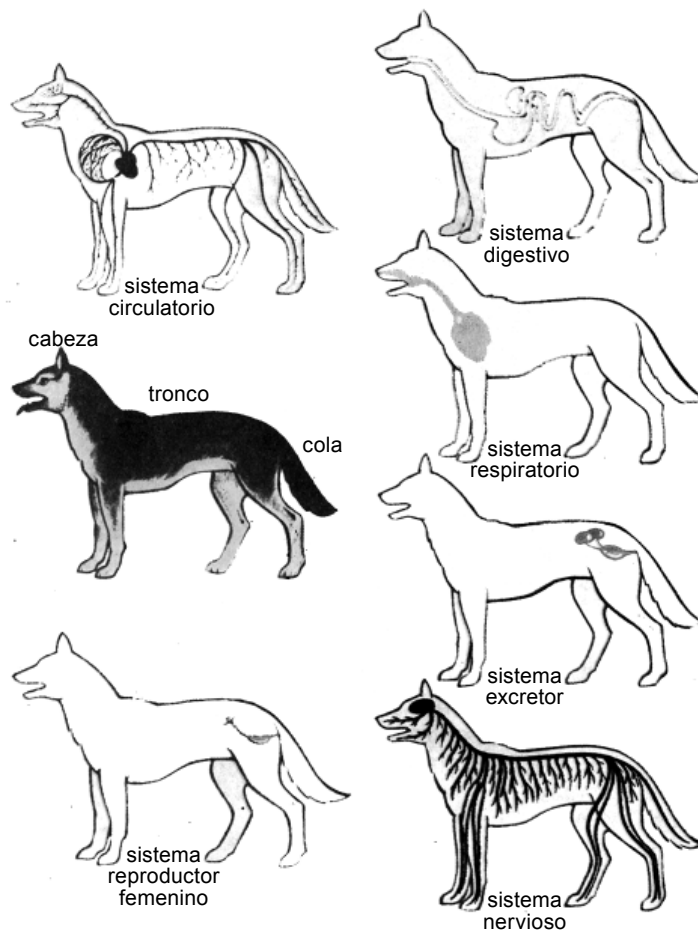 sistema
circulatorio
cabeza
tronco
cola
sistema
reproductor
femenino
sistema
digestivo
sistema
respiratorio
sistema
excretor
sistema
nervioso